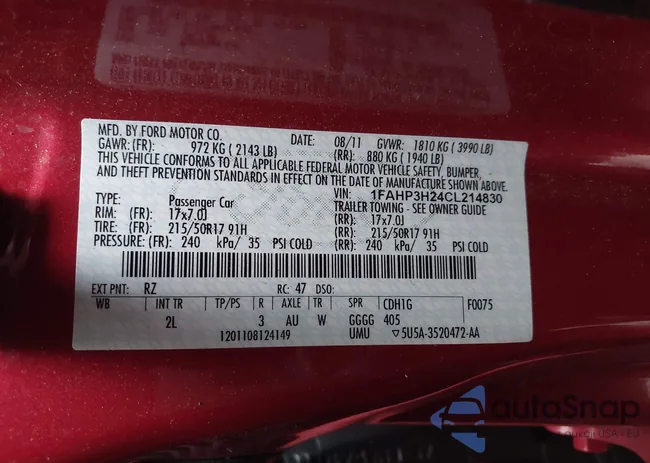 MFD. BY FORD MOTOR CO. DATE: 08/11 GVWR: 1810 KG ( 3990 LB)
GAWR:(FR): 972 KG ( 2143 LB) (RR): 880 KG ( 1940 LB)
THIS VEHICLE CONFORMS TO ALL APPLICABLE FEDERAL MOTOR VEHICLE SAFETY, BUMPER,
AND THEFT PREVENTION STANDARDS IN EFFECT ON THE DATE OF MANUFACTURE SHOWN ABOVE.
VIN: 1FAHP3H24CL214830
TYPE: Passenger Car TRAILER TOWING - SEE OWNER GUIDE
RIM: (FR): 17x7.0J (RR): 17x7.0J
TIRE: (FR): 215/50R17 91H (RR): 215/50R17 91H
PRESSURE: (FR): 240 kPa/ 35 PSI COLD (RR): 240 kPa/ 35 PSI COLD
EXT PNT: RZ RC: 47 DSO:
WB INT TR TP/PS R AXLE TR SPR CDH1G F0075
2L 3 AU W GGGG 405
1201108124149 UMU 5U5A-3520472-AA
autoSnap